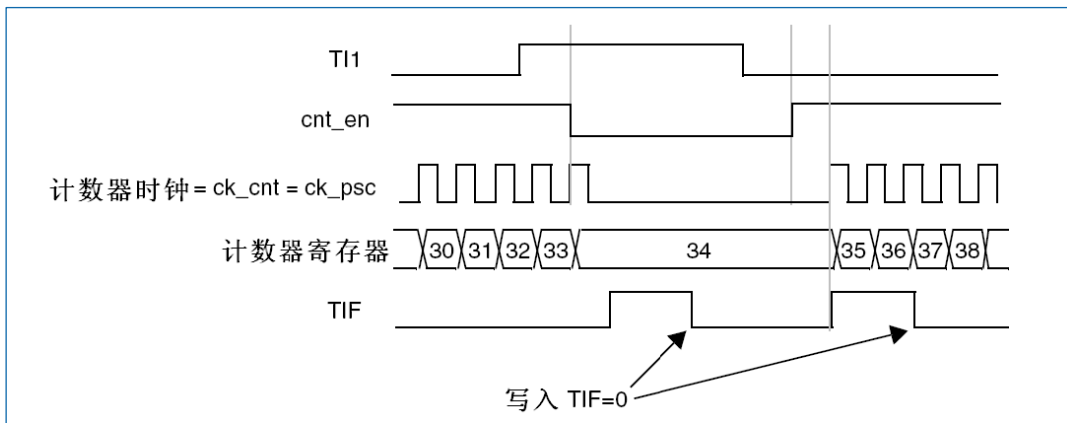 TI1
cnt_en
计数器时钟= ck_cnt = ck_psc
计数器寄存器 30 31 32 33 34 35 36 37 38
TIF
写入 TIF=0